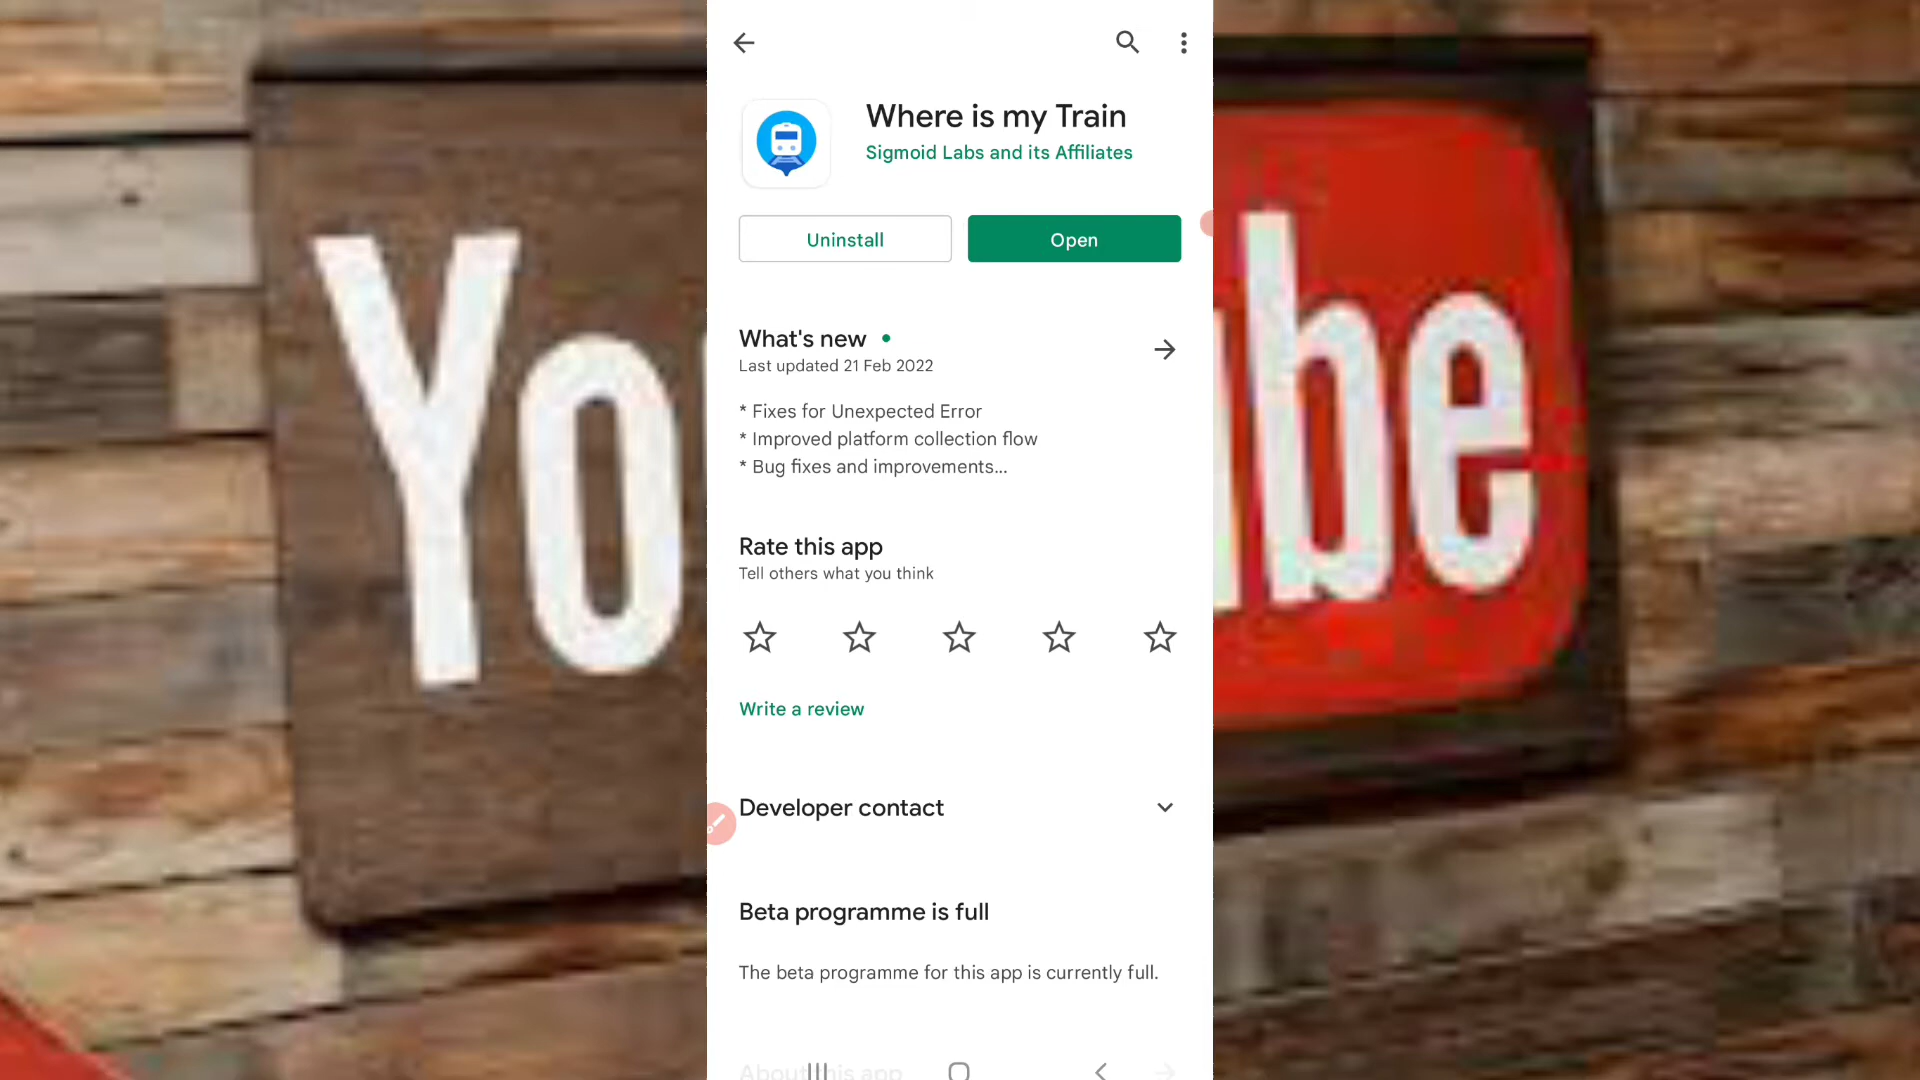 Where is my Train
Sigmoid Labs and its Affiliates
Uninstall
Open
What's new
Last updated 21 Feb 2022
* Fixes for Unexpected Error
* Improved platform collection flow
* Bug fixes and improvements...
Rate this app
Tell others what you think
Write a review
Developer contact
Beta programme is full
The beta programme for this app is currently full.
About this app
Yo
be